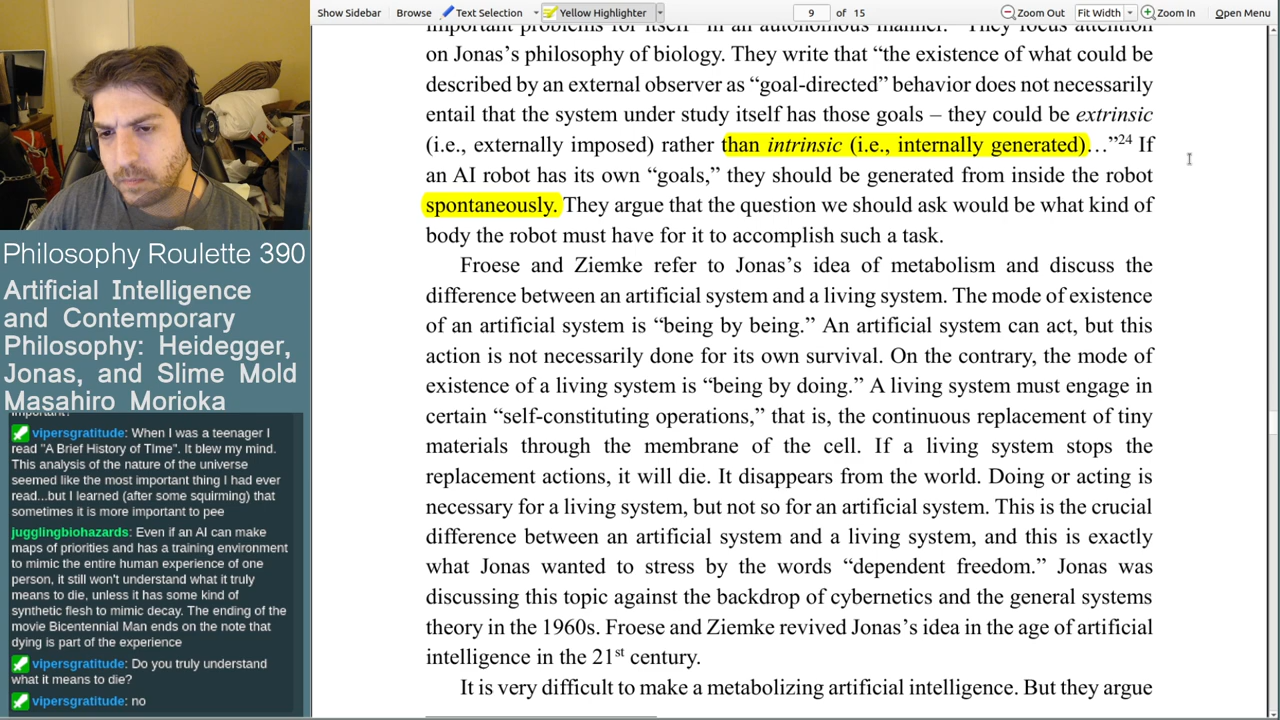 Show Sidebar Browse Text Selection Yellow Highlighter 9 of 15 Zoom Out Fit Width Zoom In Open Menu
important problems for itself” in an autonomous manner.” They focus attention
on Jonas’s philosophy of biology. They write that “the existence of what could be
described by an external observer as “goal-directed” behavior does not necessarily
entail that the system under study itself has those goals – they could be extrinsic
(i.e., externally imposed) rather than intrinsic (i.e., internally generated)…”24 If
an AI robot has its own “goals,” they should be generated from inside the robot
spontaneously. They argue that the question we should ask would be what kind of
body the robot must have for it to accomplish such a task.
Froese and Ziemke refer to Jonas’s idea of metabolism and discuss the
difference between an artificial system and a living system. The mode of existence
of an artificial system is “being by being.” An artificial system can act, but this
action is not necessarily done for its own survival. On the contrary, the mode of
existence of a living system is “being by doing.” A living system must engage in
certain “self-constituting operations,” that is, the continuous replacement of tiny
materials through the membrane of the cell. If a living system stops the
replacement actions, it will die. It disappears from the world. Doing or acting is
necessary for a living system, but not so for an artificial system. This is the crucial
difference between an artificial system and a living system, and this is exactly
what Jonas wanted to stress by the words “dependent freedom.” Jonas was
discussing this topic against the backdrop of cybernetics and the general systems
theory in the 1960s. Froese and Ziemke revived Jonas’s idea in the age of artificial
intelligence in the 21st century.
It is very difficult to make a metabolizing artificial intelligence. But they argue
Philosophy Roulette 390
Artificial Intelligence
and Contemporary
Philosophy: Heidegger,
Jonas, and Slime Mold
Masahiro Morioka
important?
vipersgratitude: When I was a teenager I
read "A Brief History of TIme". It blew my mind.
This analysis of the nature of the universe
seemed like the most important thing I had ever
read...but I learned (after some squirming) that
sometimes it is more important to pee
jugglingbiohazards: Even if an AI can make
maps of priorities and has a training environment
to mimic the entire human experience of one
person, it still won't understand what it truly
means to die, unless it has some kind of
synthetic flesh to mimic decay. The ending of the
movie Bicentennial Man ends on the note that
dying is part of the experience
vipersgratitude: Do you truly understand
what it means to die?
vipersgratitude: no